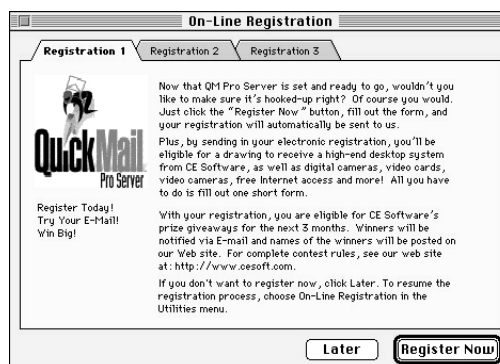 On-Line Registration
Registration 1
Registration 2
Registration 3
QuickMail
Pro Server
Register Today!
Try Your E-Mail!
Win Big!
Now that QM Pro Server is set and ready to go, wouldn't you
like to make sure it's hooked-up right? Of course you would.
Just click the "Register Now" button, fill out the form, and
your registration will automatically be sent to us.
Plus, by sending in your electronic registration, you'll be
eligible for a drawing to receive a high-end desktop system
from CE Software, as well as digital cameras, video cards,
video cameras, free Internet access and more! All you have
to do is fill out one short form.
With your registration, you are eligible for CE Software's
prize giveaways for the next 3 months. Winners will be
notified via E-mail and names of the winners will be posted on
our Web site. For complete contest rules, see our web site
at: http://www.cesoft.com.
If you don't want to register now, click Later. To resume the
registration process, choose On-Line Registration in the
Utilities menu.
Later
Register Now